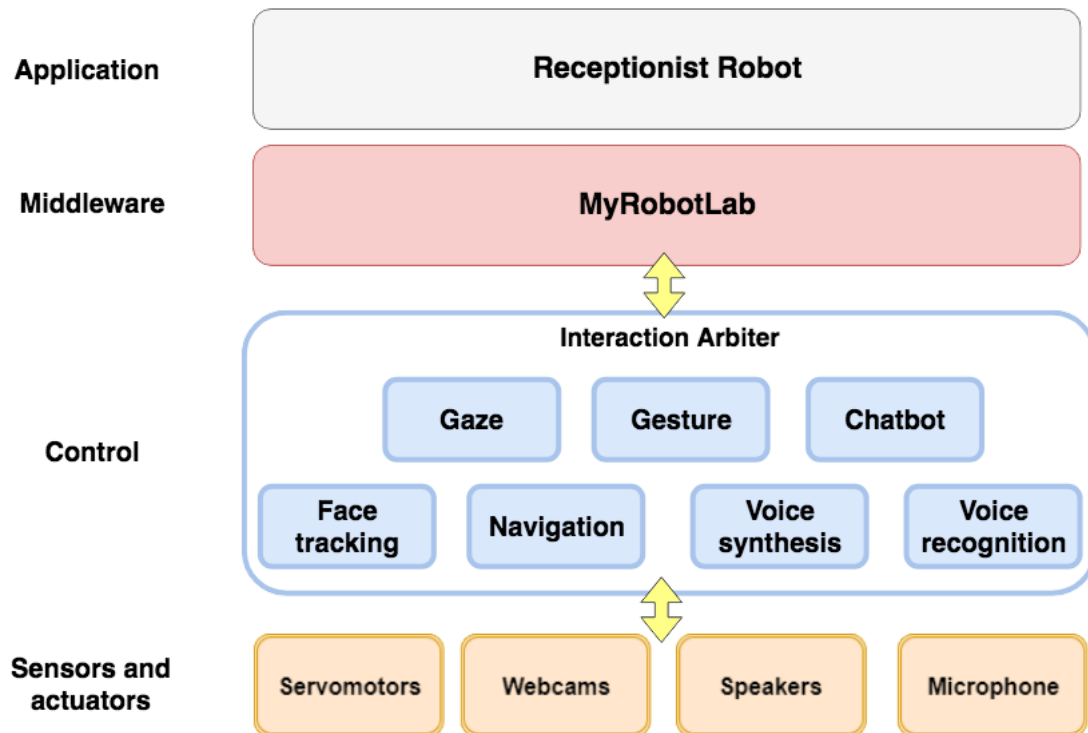 Application
Receptionist Robot
Middleware
MyRobotLab
Interaction Arbiter
Gaze
Gesture
Chatbot
Control
Face
tracking
Navigation
Voice
synthesis
Voice
recognition
Sensors and
actuators
Servomotors
Webcams
Speakers
Microphone